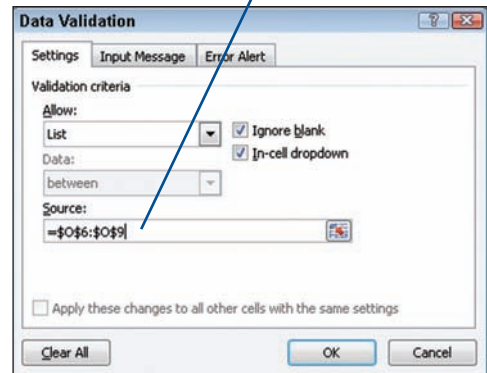 Data Validation
Settings Input Message Error Alert
Validation criteria
Allow:
List
Ignore blank
Data:
In-cell dropdown
between
Source:
=$O$6:$O$9
Apply these changes to all other cells with the same settings
Clear All OK Cancel